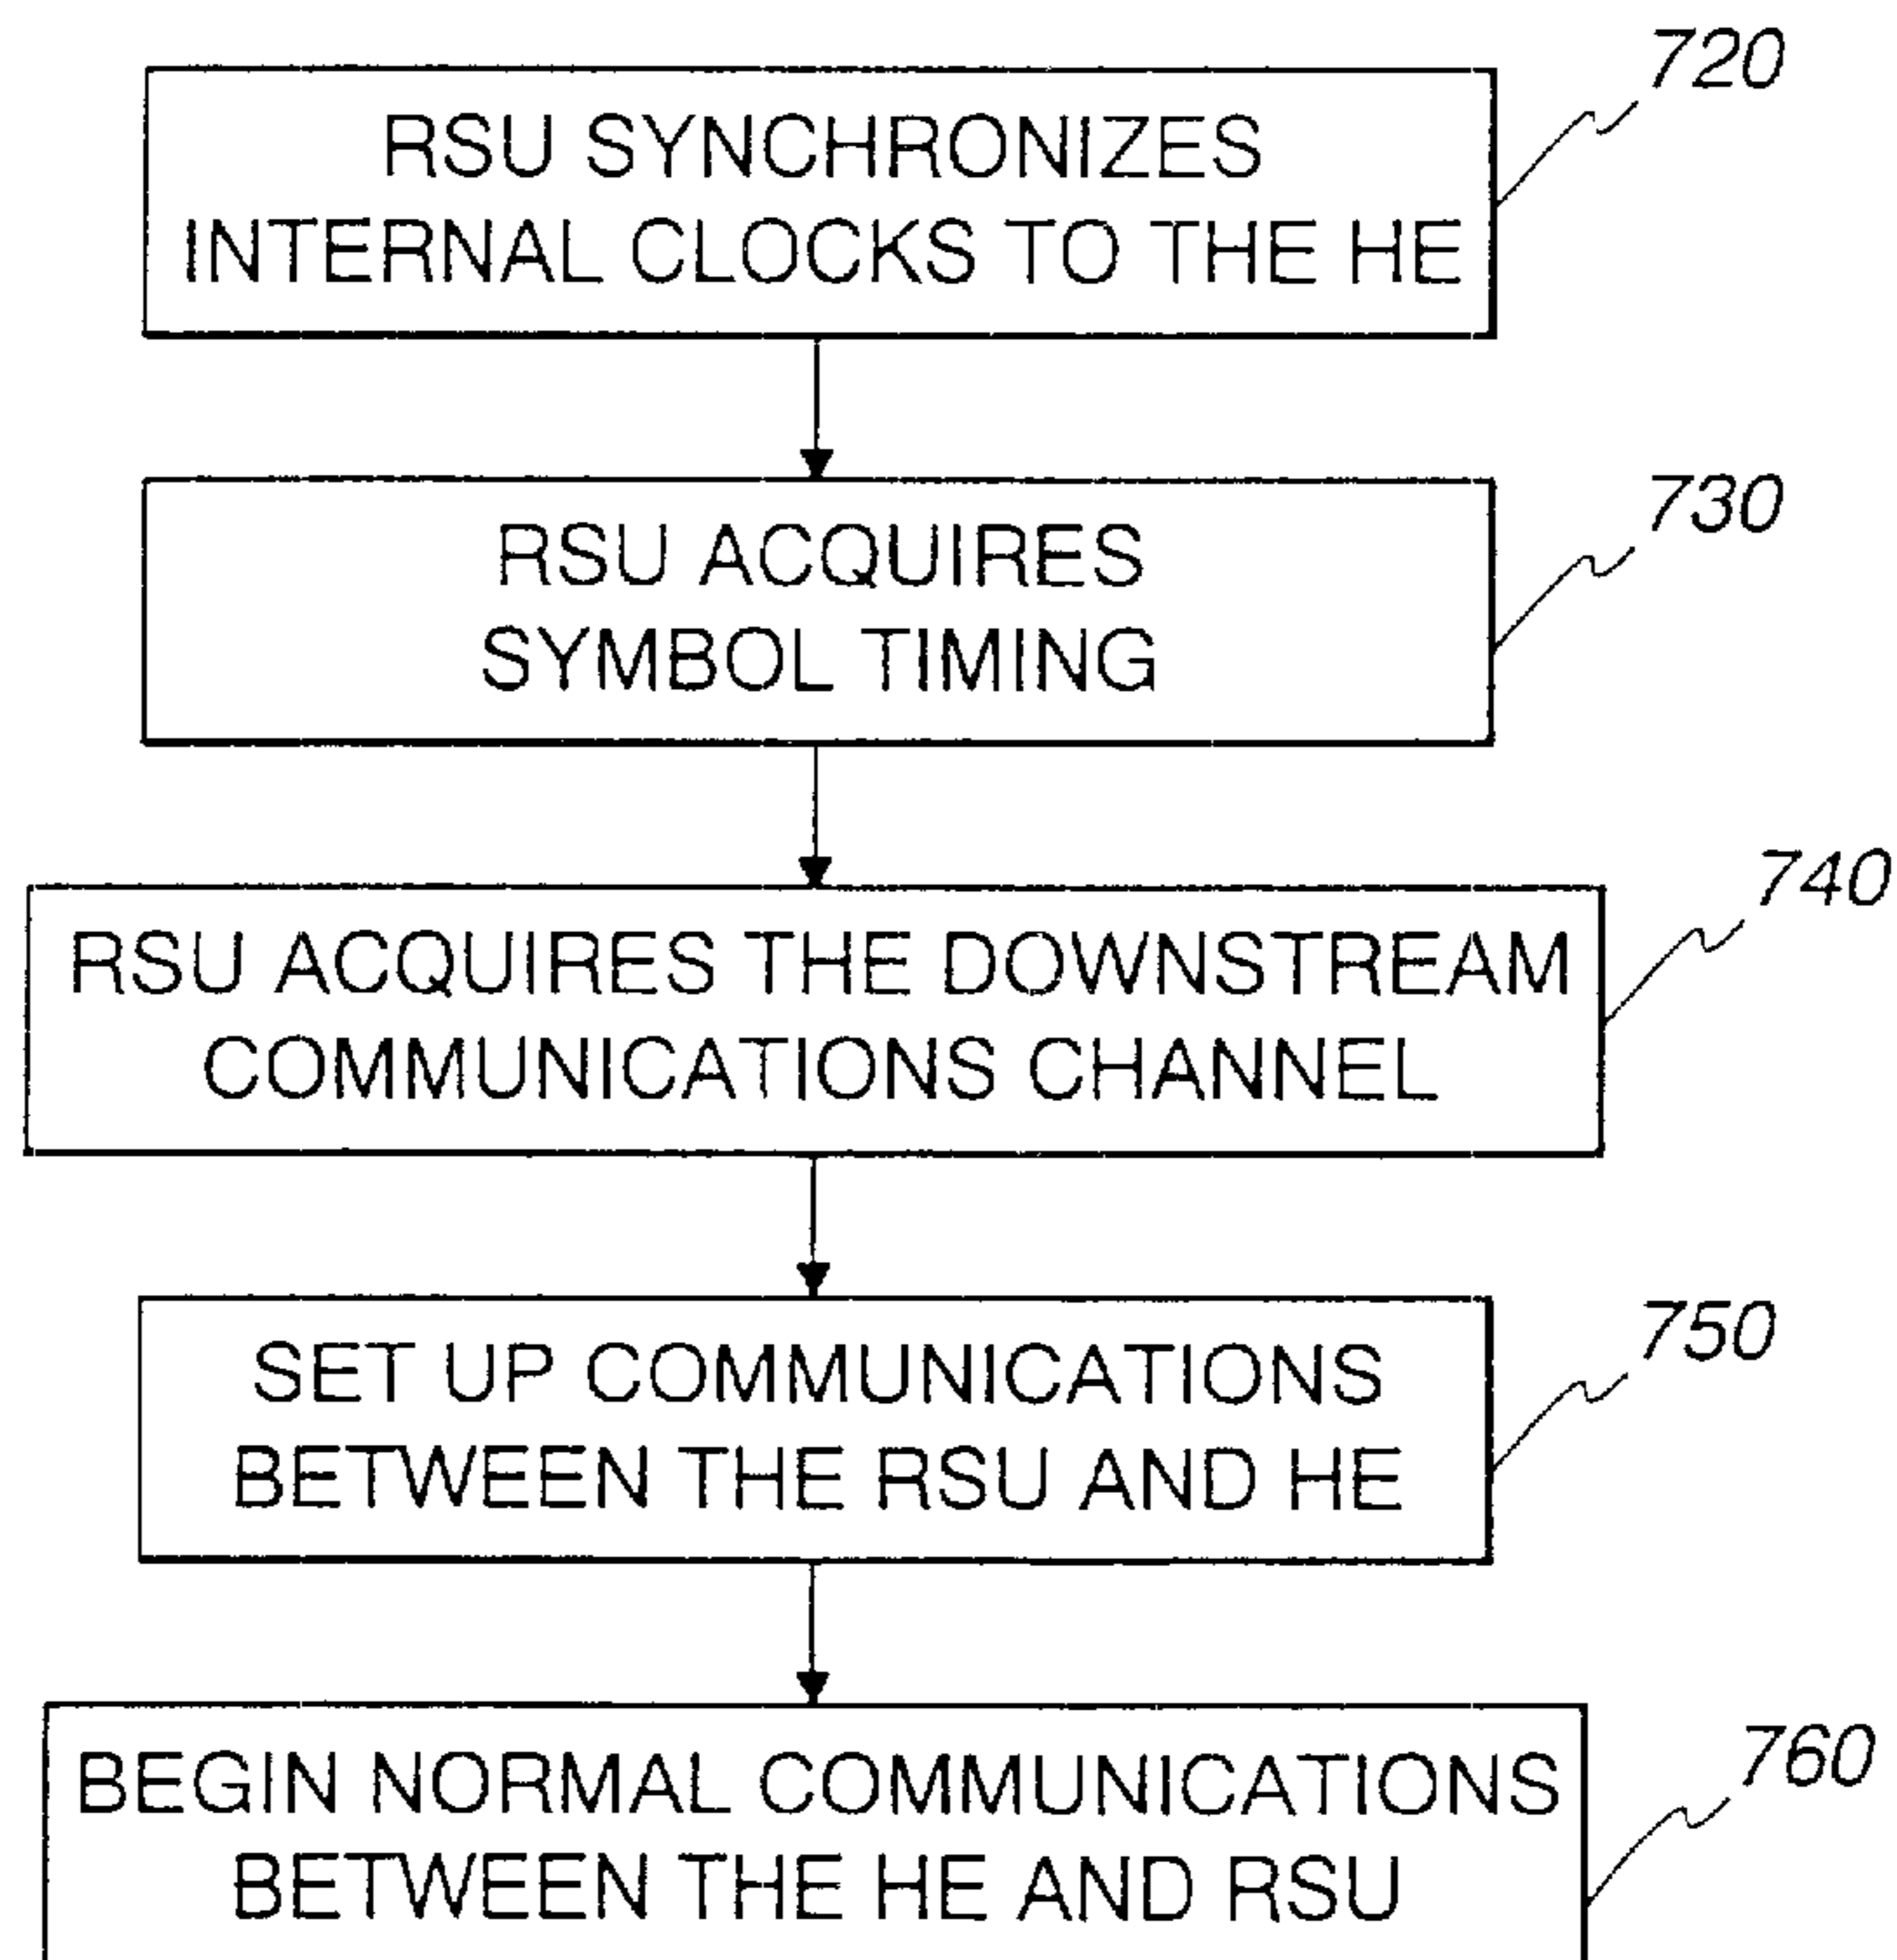 720
RSU SYNCHRONIZES
INTERNAL CLOCKS TO THE HE
730
RSU ACQUIRES
SYMBOL TIMING
740
RSU ACQUIRES THE DOWNSTREAM
COMMUNICATIONS CHANNEL
750
SET UP COMMUNICATIONS
BETWEEN THE RSU AND HE
760
BEGIN NORMAL COMMUNICATIONS
BETWEEN THE HE AND RSU